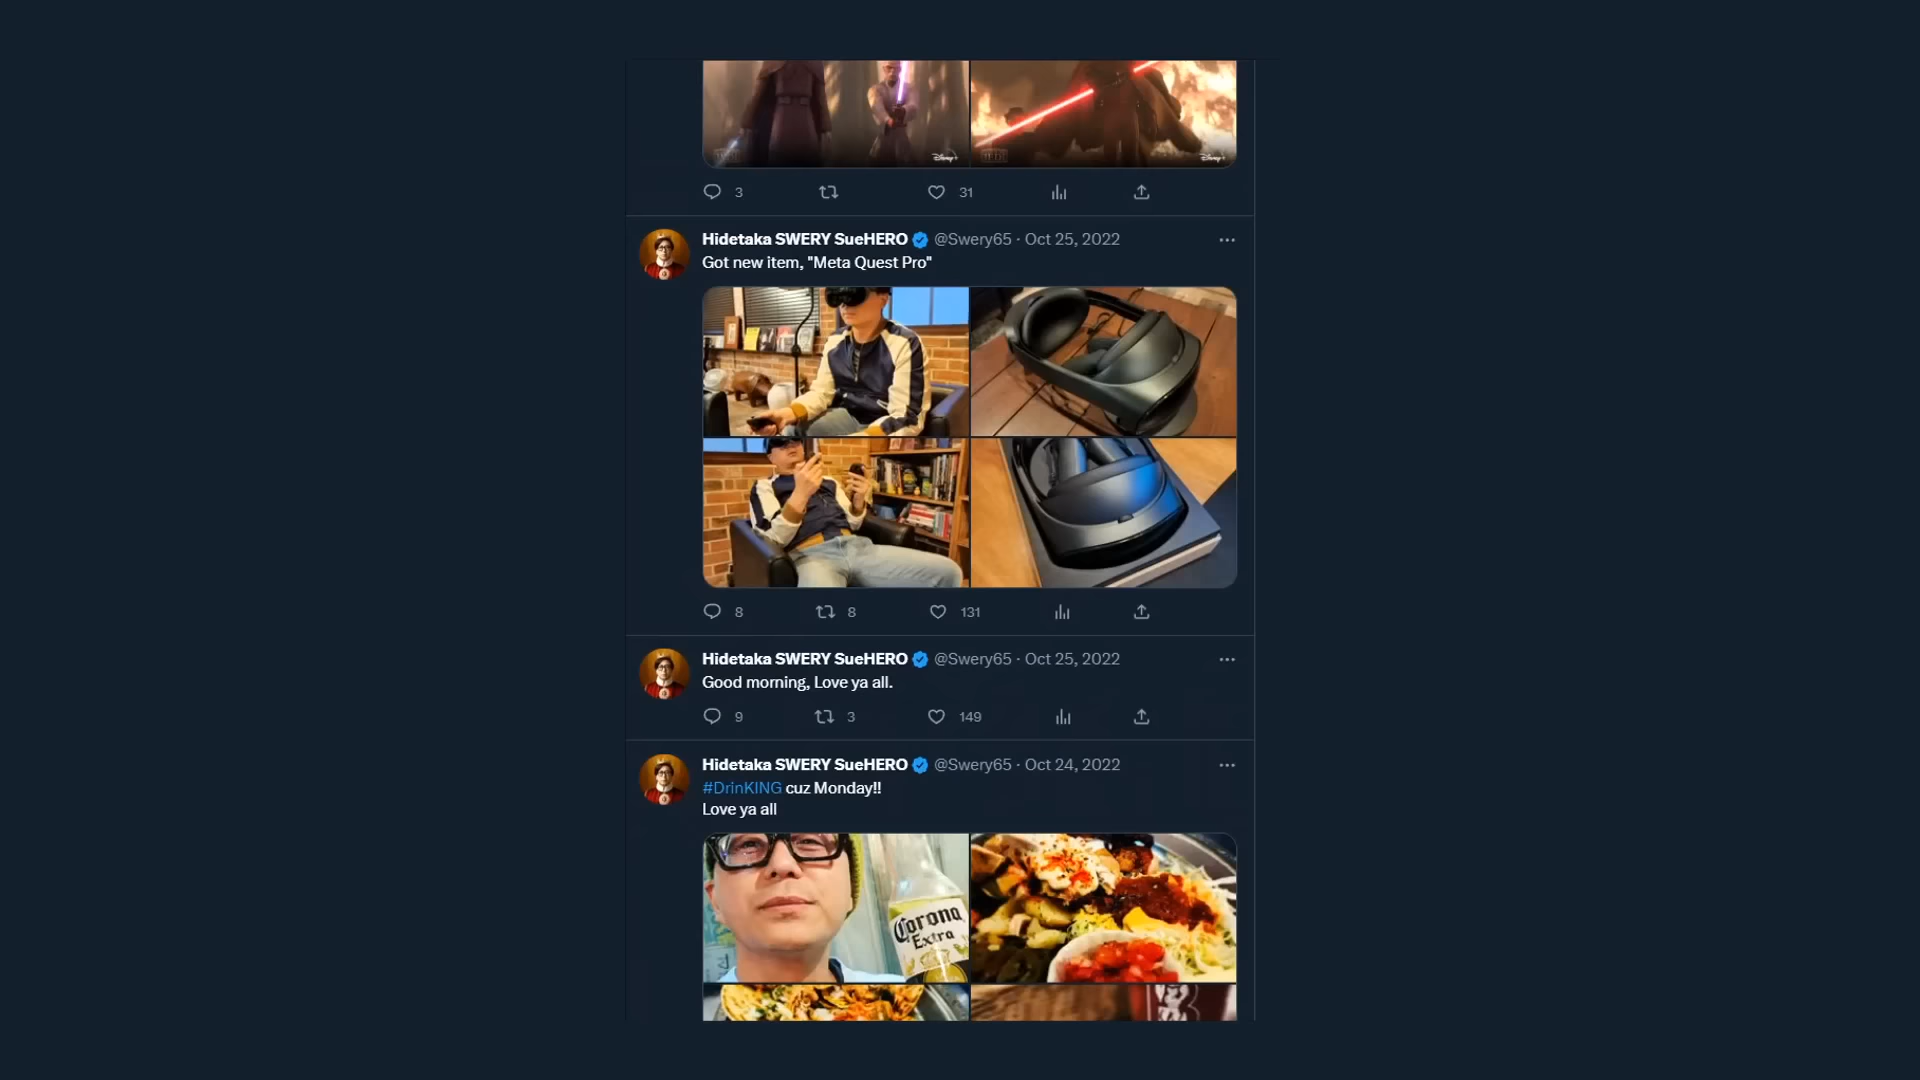 Disney+
Disney+
3
31
Hidetaka SWERY SueHERO @Swery65 · Oct 25, 2022
Got new item, "Meta Quest Pro"
8 8 131
Hidetaka SWERY SueHERO @Swery65 · Oct 25, 2022
Good morning, Love ya all.
9 3 149
Hidetaka SWERY SueHERO @Swery65 · Oct 24, 2022
#DrinKING cuz Monday!!
Love ya all
Corona
Extra